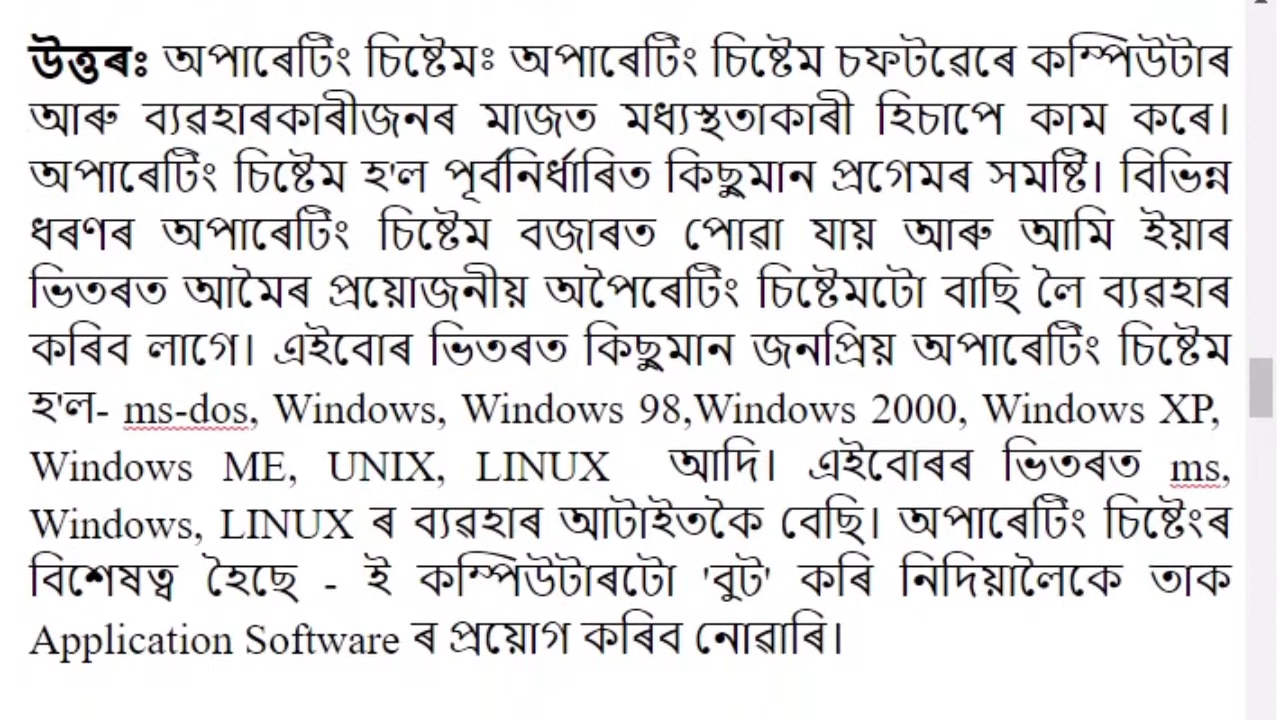 উত্তৰঃ অপাৰেটিং চিষ্টেমঃ অপাৰেটিং চিষ্টেম চফটৱেৰে কম্পিউটাৰ
আৰু ব্যৱহাৰকাৰীজনৰ মাজত মধ্যস্থতাকাৰী হিচাপে কাম কৰে।
অপাৰেটিং চিষ্টেম হ'ল পূৰ্বনিৰ্ধাৰিত কিছুমান প্ৰগেমৰ সমষ্টি। বিভিন্ন
ধৰণৰ অপাৰেটিং চিষ্টেম বজাৰত পোৱা যায় আৰু আমি ইয়াৰ
ভিতৰত আমৈৰ প্ৰয়োজনীয় অপৈৰেটিং চিষ্টেমটো বাছি লৈ ব্যৱহাৰ
কৰিব লাগে। এইবোৰ ভিতৰত কিছুমান জনপ্ৰিয় অপাৰেটিং চিষ্টেম
হ'ল- ms-dos, Windows, Windows 98,Windows 2000, Windows XP,
Windows ME, UNIX, LINUX আদি। এইবোৰৰ ভিতৰত ms,
Windows, LINUX ৰ ব্যৱহাৰ আটাইতকৈ বেছি। অপাৰেটিং চিষ্টেংৰ
বিশেষত্ব হৈছে - ই কম্পিউটাৰটো 'বুট' কৰি নিদিয়ালৈকে তাক
Application Software ৰ প্ৰয়োগ কৰিব নোৱাৰি।